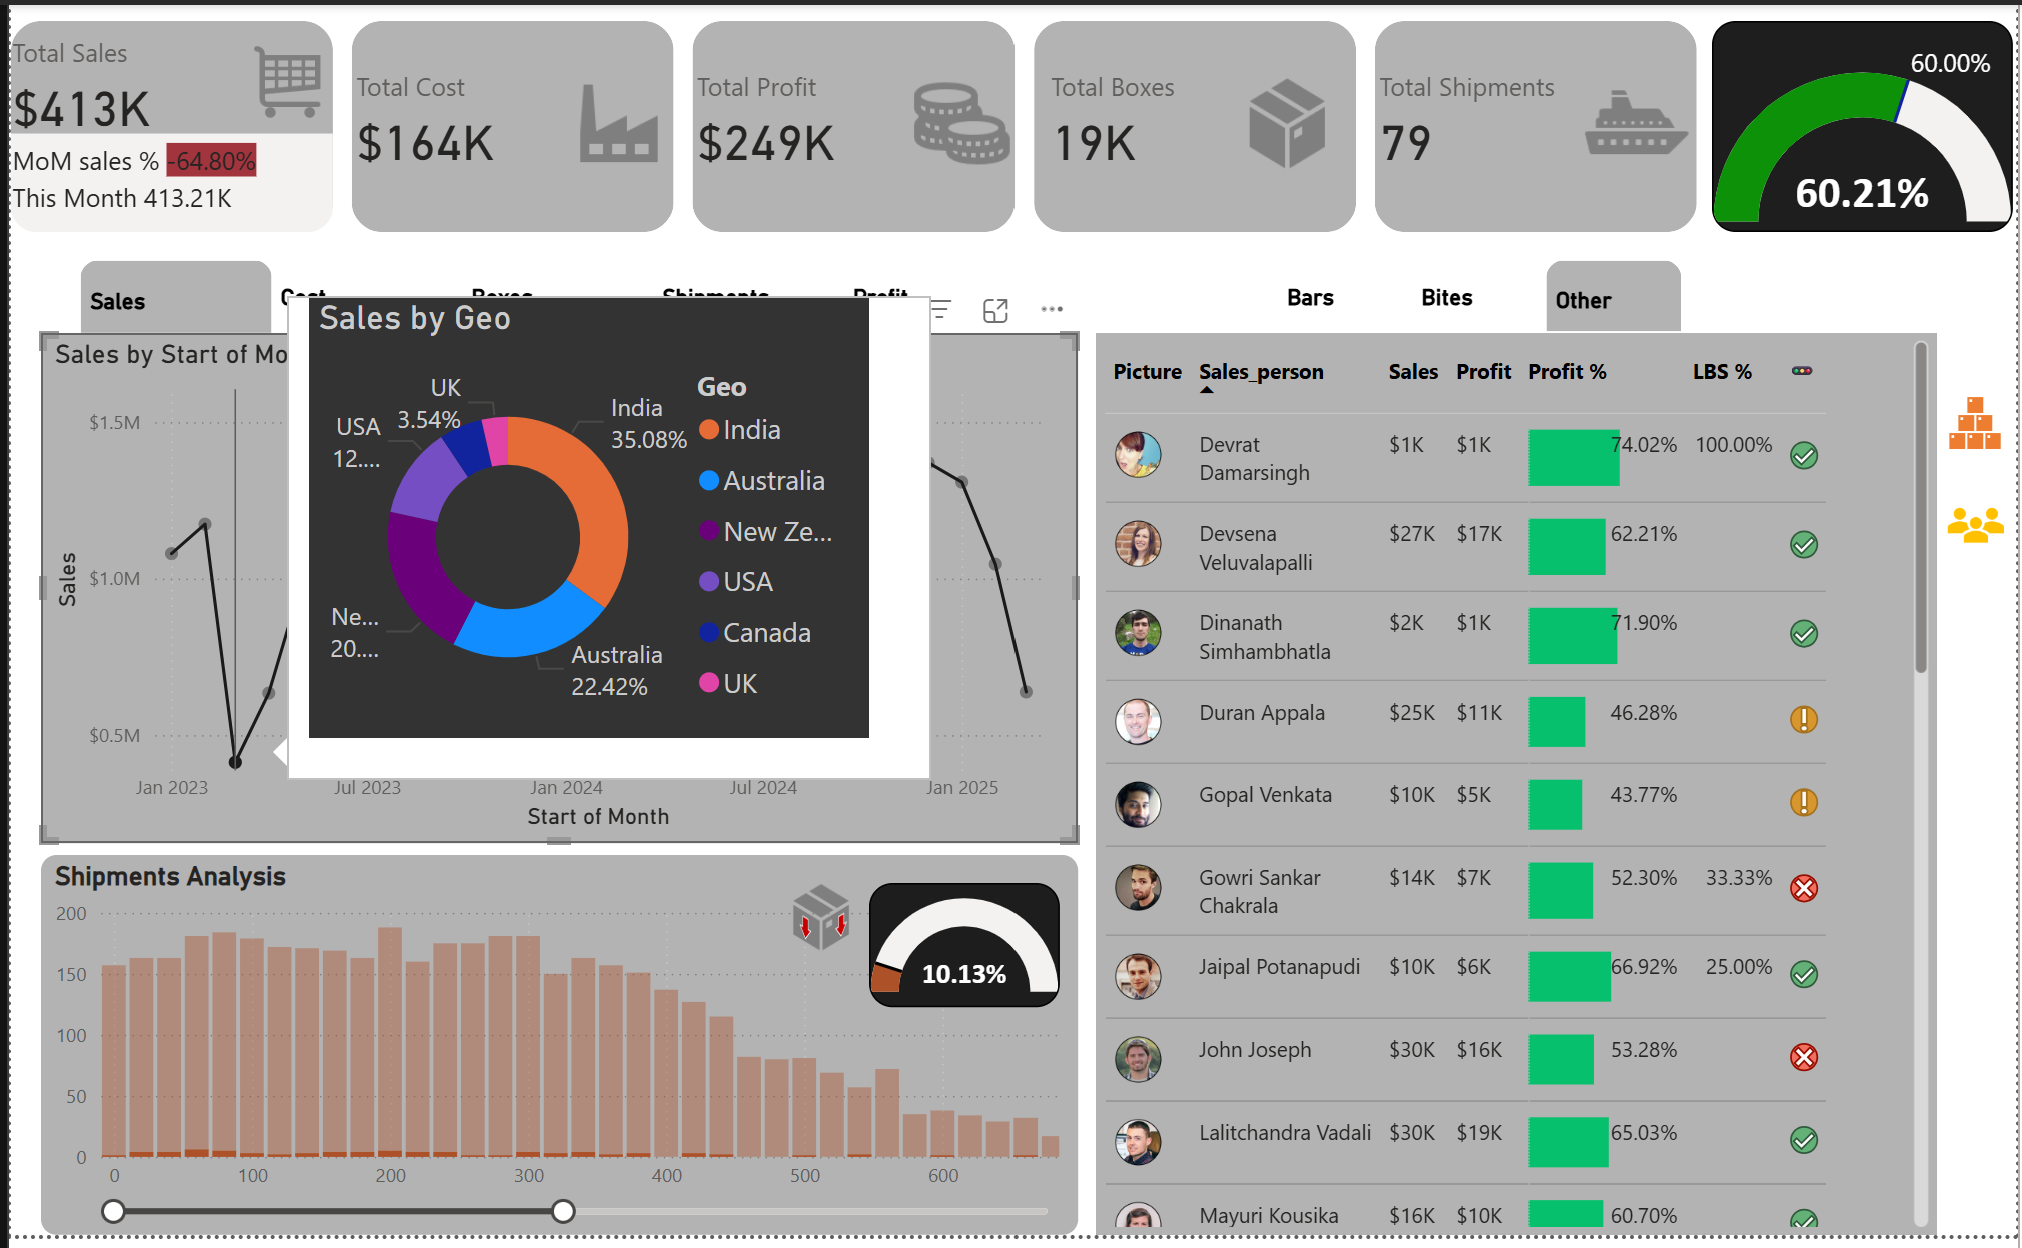 Total Sales
$413K
MoM sales % -64.80%
This Month 413.21K
Total Cost
$164K
Total Profit
$249K
Total Boxes
19K
Total Shipments
79
60.00%
60.21%
Sales
Cost
Boxes
Shipments
Profit
Bars
Bites
Other
Sales by Start of Mo
$1.5M
$1.0M
$0.5M
Sales
Jan 2023
Jul 2023
Jan 2024
Jul 2024
Jan 2025
Start of Month
Sales by Geo
UK
3.54%
USA
12....
Ne...
20....
India
35.08%
Australia
22.42%
Geo
India
Australia
New Ze...
USA
Canada
UK
Shipments Analysis
200
150
100
50
0
0 100 200 300 400 500 600
10.13%
Picture Sales_person Sales Profit Profit % LBS %
Devrat Damarsingh $1K $1K 74.02% 100.00%
Devsena Veluvalapalli $27K $17K 62.21%
Dinanath Simhambhatla $2K $1K 71.90%
Duran Appala $25K $11K 46.28%
Gopal Venkata $10K $5K 43.77%
Gowri Sankar Chakrala $14K $7K 52.30% 33.33%
Jaipal Potanapudi $10K $6K 66.92% 25.00%
John Joseph $30K $16K 53.28%
Lalitchandra Vadali $30K $19K 65.03%
Mayuri Kousika $16K $10K 60.70%